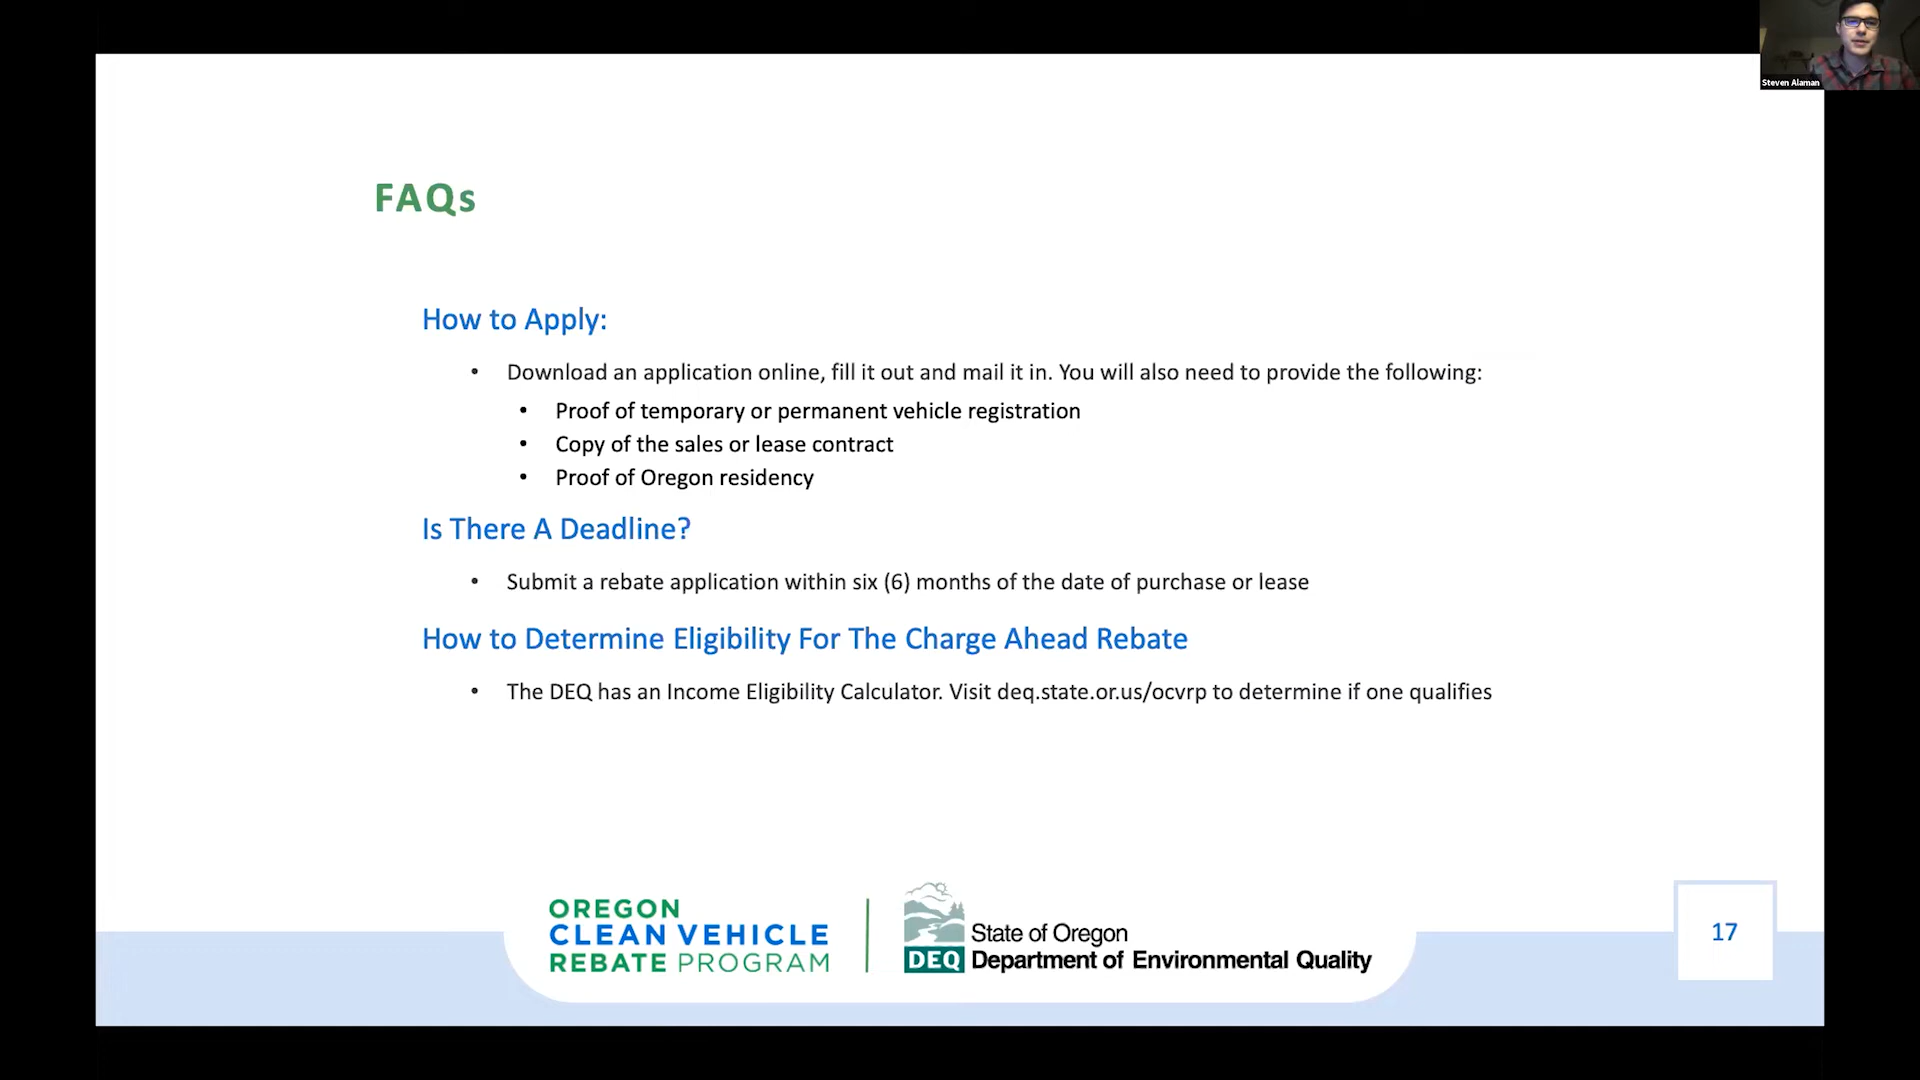 Steven Alaman
FAQs
How to Apply:
• Download an application online, fill it out and mail it in. You will also need to provide the following:
• Proof of temporary or permanent vehicle registration
• Copy of the sales or lease contract
• Proof of Oregon residency
Is There A Deadline?
• Submit a rebate application within six (6) months of the date of purchase or lease
How to Determine Eligibility For The Charge Ahead Rebate
• The DEQ has an Income Eligibility Calculator. Visit deq.state.or.us/ocvrp to determine if one qualifies
OREGON
CLEAN VEHICLE
REBATE PROGRAM
DEQ
State of Oregon
Department of Environmental Quality
17